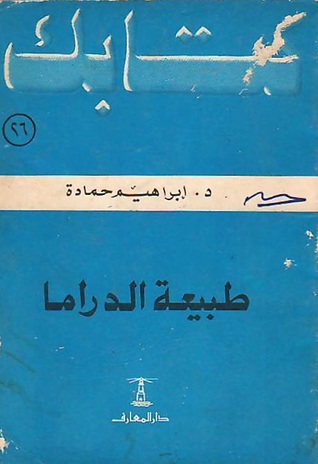 كتابك
٢٦
د. ابراهيم حمادة
طبيعة الدراما
دار المعارف